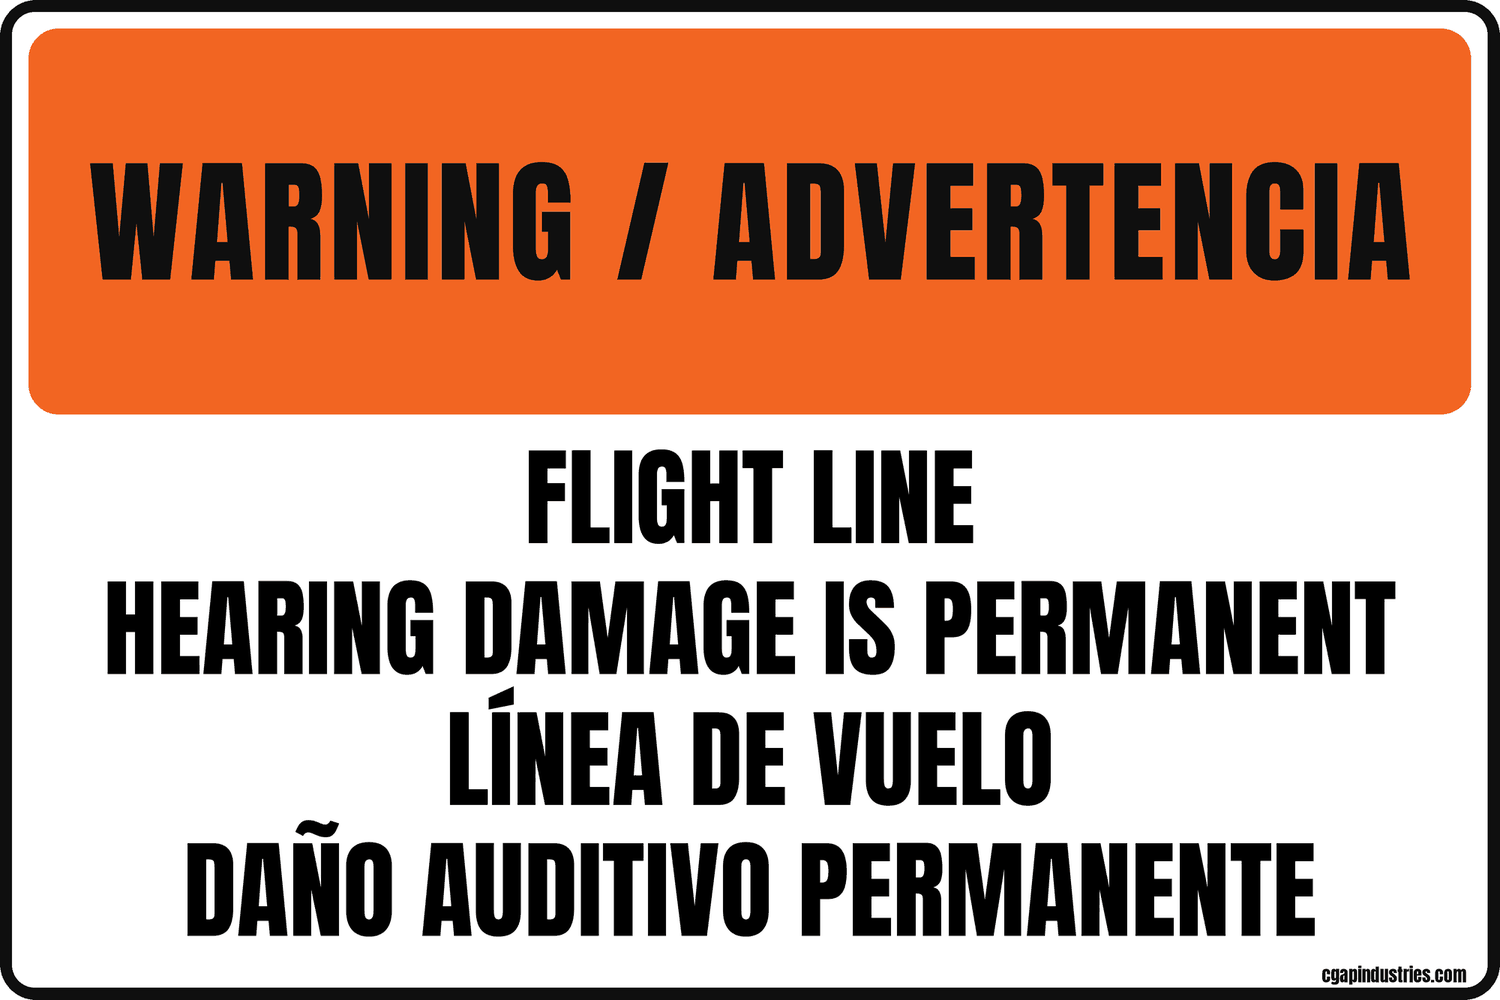 WARNING / ADVERTENCIA
FLIGHT LINE
HEARING DAMAGE IS PERMANENT
LÍNEA DE VUELO
DAÑO AUDITIVO PERMANENTE
cgapindustries.com